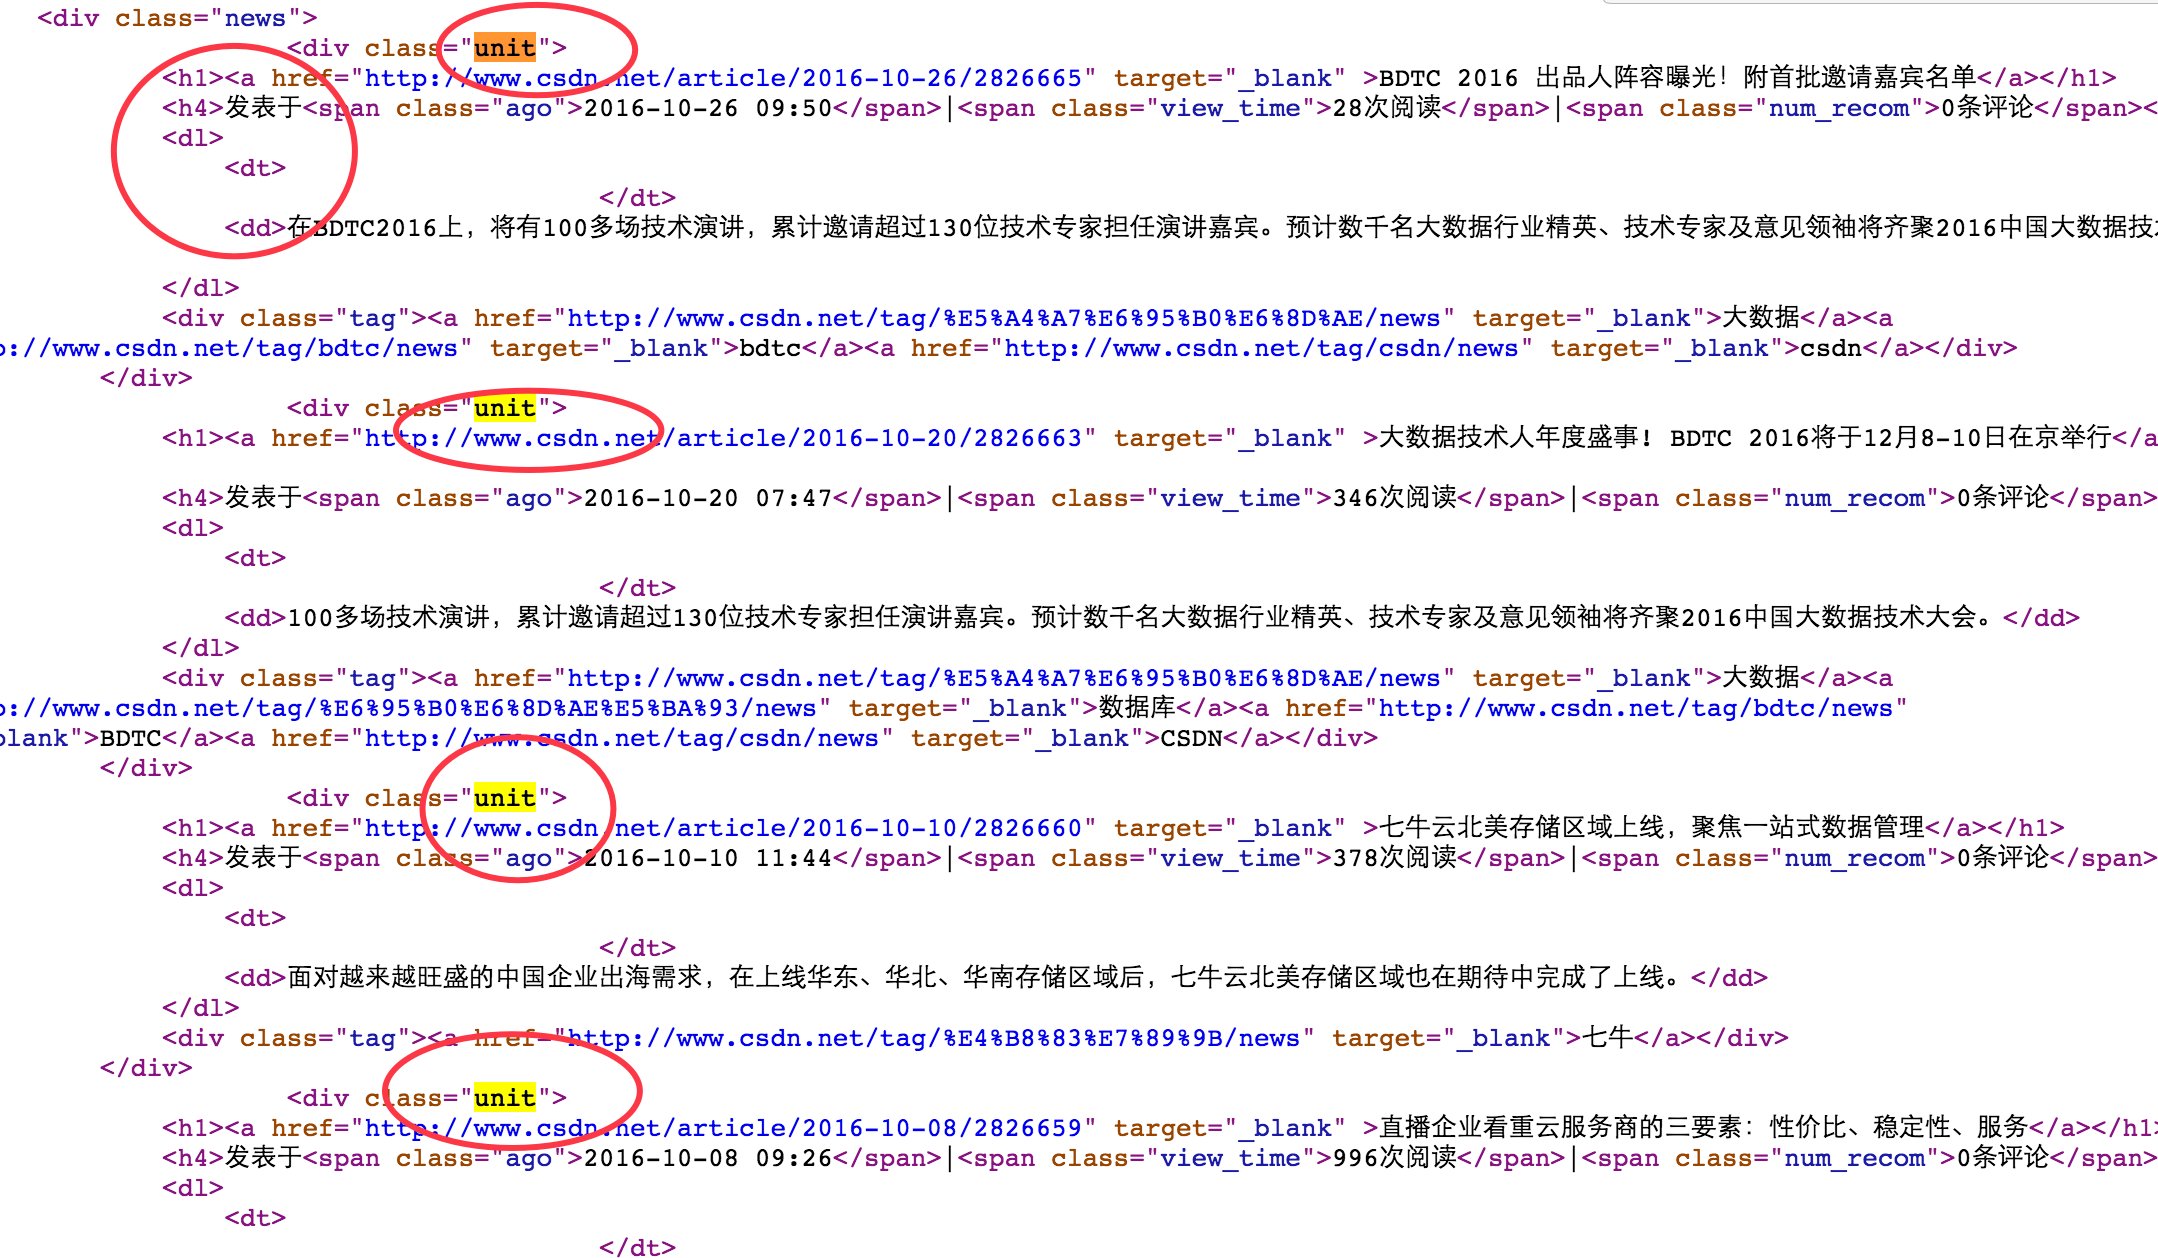 <div class="news">
<div class="unit">
<h1><a href="http://www.csdn.net/article/2016-10-26/2826665" target="_blank" >BDTC 2016 出品人阵容曝光！附首批邀请嘉宾名单</a></h1>
<h4>发表于<span class="ago">2016-10-26 09:50</span>|<span class="view_time">28次阅读</span>|<span class="num_recom">0条评论</span><
<dl>
<dt>
</dt>
<dd>在BDTC2016上，将有100多场技术演讲，累计邀请超过130位技术专家担任演讲嘉宾。预计数千名大数据行业精英、技术专家及意见领袖将齐聚2016中国大数据技
</dl>
<div class="tag"><a href="http://www.csdn.net/tag/%E5%A4%A7%E6%95%B0%E6%8D%AE/news" target="_blank">大数据</a><a
://www.csdn.net/tag/bdtc/news" target="_blank">bdtc</a><a href="http://www.csdn.net/tag/csdn/news" target="_blank">csdn</a></div>
</div>
<div class="unit">
<h1><a href="http://www.csdn.net/article/2016-10-20/2826663" target="_blank" >大数据技术人年度盛事！BDTC 2016将于12月8-10日在京举行</a
<h4>发表于<span class="ago">2016-10-20 07:47</span>|<span class="view_time">346次阅读</span>|<span class="num_recom">0条评论</span>
<dl>
<dt>
</dt>
<dd>100多场技术演讲，累计邀请超过130位技术专家担任演讲嘉宾。预计数千名大数据行业精英、技术专家及意见领袖将齐聚2016中国大数据技术大会。</dd>
</dl>
<div class="tag"><a href="http://www.csdn.net/tag/%E5%A4%A7%E6%95%B0%E6%8D%AE/news" target="_blank">大数据</a><a
://www.csdn.net/tag/%E6%95%B0%E6%8D%AE%E5%BA%93/news" target="_blank">数据库</a><a href="http://www.csdn.net/tag/bdtc/news"
blank">BDTC</a><a href="http://www.csdn.net/tag/csdn/news" target="_blank">CSDN</a></div>
</div>
<div class="unit">
<h1><a href="http://www.csdn.net/article/2016-10-10/2826660" target="_blank" >七牛云北美存储区域上线，聚焦一站式数据管理</a></h1>
<h4>发表于<span class="ago">2016-10-10 11:44</span>|<span class="view_time">378次阅读</span>|<span class="num_recom">0条评论</span>
<dl>
<dt>
</dt>
<dd>面对越来越旺盛的中国企业出海需求，在上线华东、华北、华南存储区域后，七牛云北美存储区域也在期待中完成了上线。</dd>
</dl>
<div class="tag"><a href="http://www.csdn.net/tag/%E4%B8%83%E7%89%9B/news" target="_blank">七牛</a></div>
</div>
<div class="unit">
<h1><a href="http://www.csdn.net/article/2016-10-08/2826659" target="_blank" >直播企业看重云服务商的三要素：性价比、稳定性、服务</a></h1
<h4>发表于<span class="ago">2016-10-08 09:26</span>|<span class="view_time">996次阅读</span>|<span class="num_recom">0条评论</span>
<dl>
<dt>
</dt>